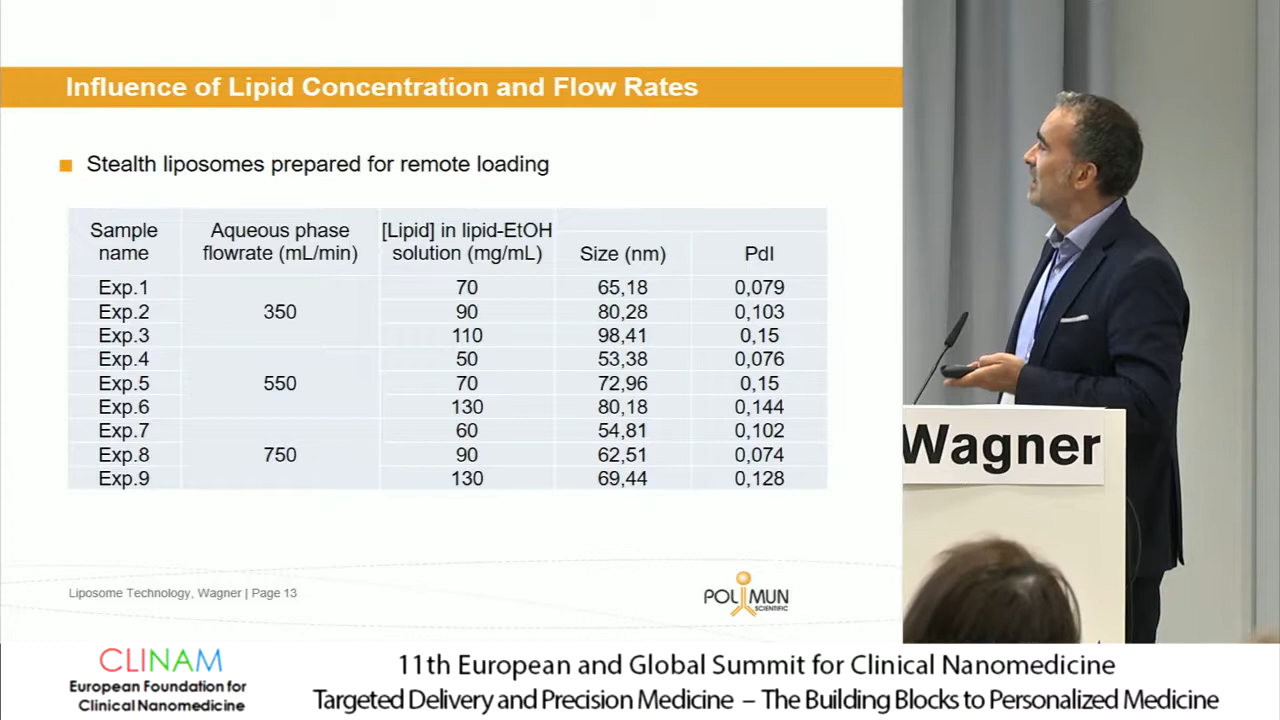 Influence of Lipid Concentration and Flow Rates
Stealth liposomes prepared for remote loading
Sample name Aqueous phase flowrate (mL/min) [Lipid] in lipid-EtOH solution (mg/mL) Size (nm) PdI
Exp.1 350 70 65,18 0,079
Exp.2 90 80,28 0,103
Exp.3 110 98,41 0,15
Exp.4 550 50 53,38 0,076
Exp.5 70 72,96 0,15
Exp.6 130 80,18 0,144
Exp.7 750 60 54,81 0,102
Exp.8 90 62,51 0,074
Exp.9 130 69,44 0,128
Liposome Technology, Wagner | Page 13
POLIMUN
SCIENTIFIC
Wagner
CLINAM
European Foundation for
Clinical Nanomedicine
11th European and Global Summit for Clinical Nanomedicine
Targeted Delivery and Precision Medicine – The Building Blocks to Personalized Medicine